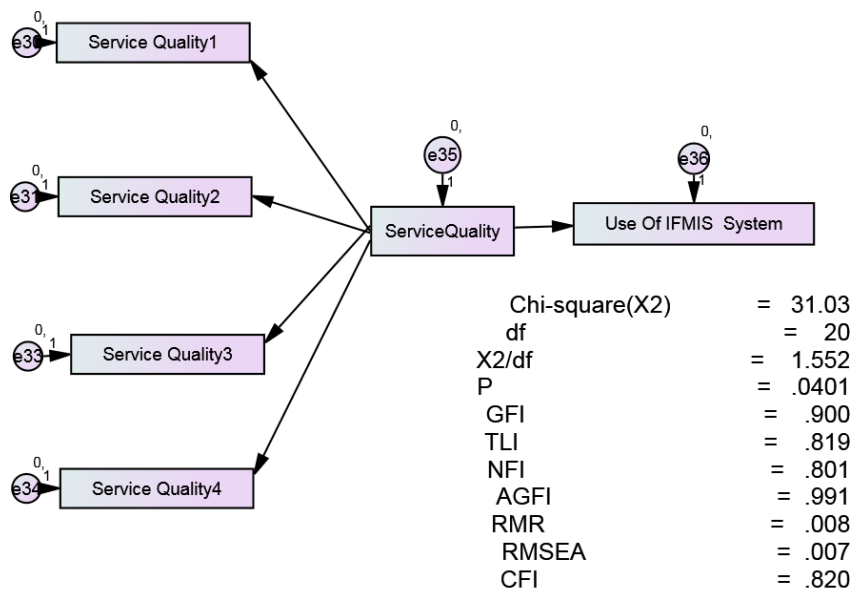 0,
1
e30
Service Quality1
0,
1
e31
Service Quality2
0,
1
e33
Service Quality3
0,
1
e34
Service Quality4
0,
e35
1
ServiceQuality
0,
e36
1
Use Of IFMIS System
Chi-square(X2) = 31.03
df = 20
X2/df = 1.552
P = .0401
GFI = .900
TLI = .819
NFI = .801
AGFI = .991
RMR = .008
RMSEA = .007
CFI = .820